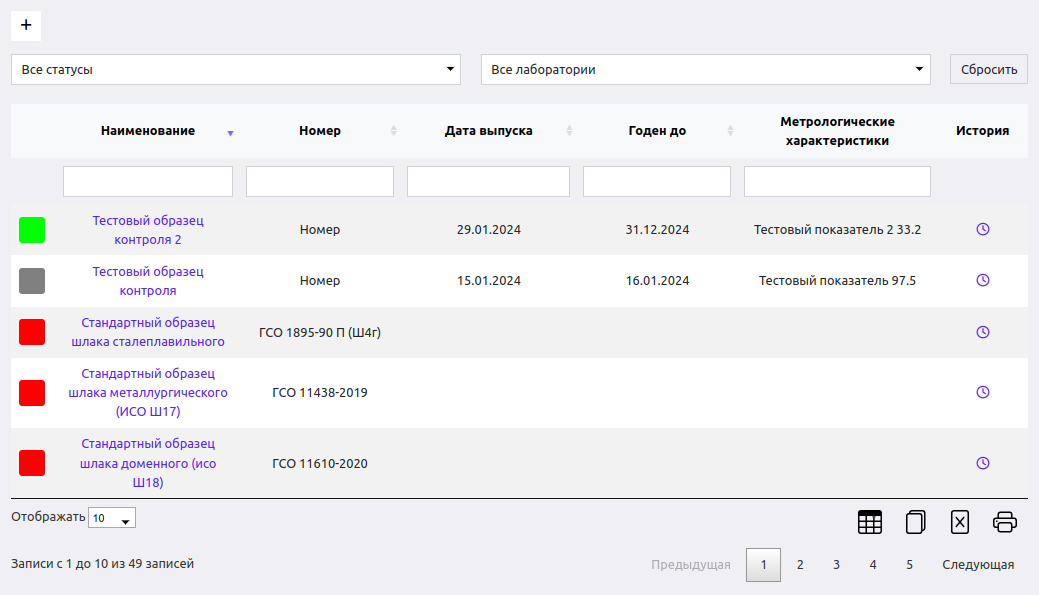 +
Все статусы
Все лаборатории
Сбросить
Наименование
Номер
Дата выпуска
Годен до
Метрологические
характеристики
История
Тестовый образец
контроля 2
Номер
29.01.2024
31.12.2024
Тестовый показатель 2 33.2
Тестовый образец
контроля
Номер
15.01.2024
16.01.2024
Тестовый показатель 97.5
Стандартный образец
шлака сталеплавильного
ГСО 1895-90 П (Ш4г)
Стандартный образец
шлака металлургического
(ИСО Ш17)
ГСО 11438-2019
Стандартный образец
шлака доменного (исо
Ш18)
ГСО 11610-2020
Отображать 10
Записи с 1 до 10 из 49 записей
Предыдущая 1 2 3 4 5 Следующая